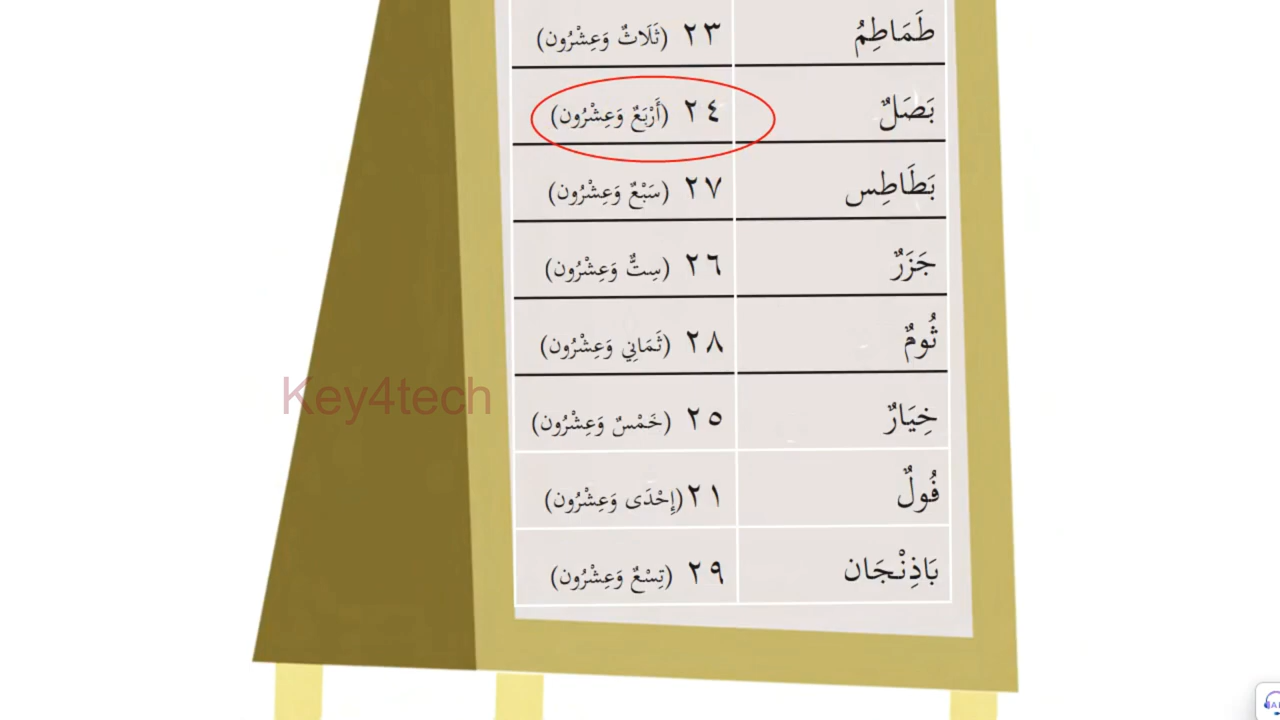 طَمَاطِمُ ٢٣ (ثَلَاثٌ وَعِشْرُون)
بَصَلٌ ٢٤ (أَرْبَعٌ وَعِشْرُون)
بَطَاطِس ٢٧ (سَبْعٌ وَعِشْرُون)
جَزَرٌ ٢٦ (سِتٌّ وَعِشْرُون)
ثُومٌ ٢٨ (ثَمَانِي وَعِشْرُون)
Key4tech
خِيَارٌ ٢٥ (خَمْسٌ وَعِشْرُون)
فُولٌ ٢١ (إِحْدَى وَعِشْرُون)
بَاذِنْجَان ٢٩ (تِسْعٌ وَعِشْرُون)